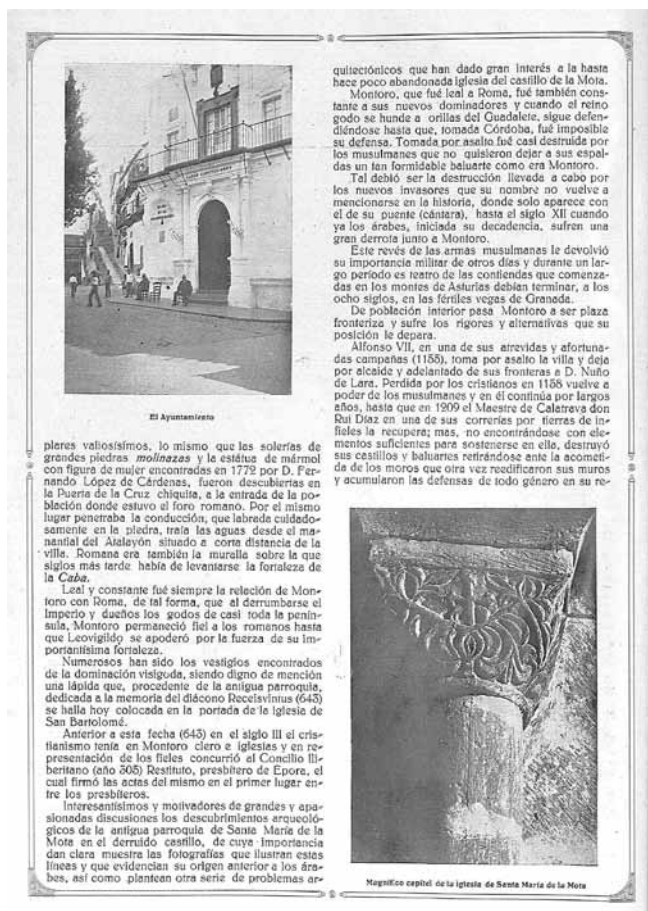 El Ayuntamiento
plares valiosísimos, lo mismo que las solerías de
grandes piedras molinazas y la estátua de mármol
con figura de mujer encontradas en 1772 por D. Fer-
nando López de Cárdenas, fueron descubiertas en
la Puerta de la Cruz chiquita, a la entrada de la po-
blación donde estuvo el foro romano. Por el mismo
lugar penetraba la conducción, que labrada cuidado-
samente en la piedra, traía las aguas desde el ma-
nantial del Atalayón situado a corta distancia de la
villa. Romana era también la muralla sobre la que
siglos más tarde había de levantarse la fortaleza de
la Caba.
Leal y constante fué siempre la relación de Mon-
toro con Roma, de tal forma, que al derrumbarse el
Imperio y dueños los godos de casi toda la penín-
sula, Montoro permaneció fiel a los romanos hasta
que Leovigildo se apoderó por la fuerza de su im-
portantísima fortaleza.
Numerosos han sido los vestigios encontrados
de la dominación visigoda, siendo digno de mención
una lápida que, procedente de la antigua parroquia,
dedicada a la memoria del diácono Recelsvintus (643)
se halla hoy colocada en la portada de la iglesia de
San Bartolomé.
Anterior a esta fecha (643) en el siglo III el cris-
tianismo tenía en Montoro clero e iglesias y en re-
presentación de los fieles concurrió al Concilio Ili-
beritano (año 305) Restituto, presbítero de Epora, el
cual firmó las actas del mismo en el primer lugar en-
tre los presbíteros.
Interesantísimos y motivadores de grandes y apa-
sionadas discusiones los descubrimientos arqueoló-
gicos de la antigua parroquia de Santa María de la
Mota en el derruido castillo, de cuya importancia
dan clara muestra las fotografías que ilustran estas
líneas y que evidencian su origen anterior a los ára-
bes, así como plantean otra serie de problemas ar-
quitectónicos que han dado gran interés a la hasta
hace poco abandonada iglesia del castillo de la Mota.
Montoro, que fué leal a Roma, fué también cons-
tante a sus nuevos dominadores y cuando el reino
godo se hunde a orillas del Guadalete, sigue defen-
diéndose hasta que, tomada Córdoba, fué imposible
su defensa. Tomada por asalto fué casi destruida por
los musulmanes que no quisieron dejar a sus espal-
das un tan formidable baluarte como era Montoro.
Tal debió ser la destrucción llevada a cabo por
los nuevos invasores que su nombre no vuelve a
mencionarse en la historia, donde solo aparece con
el de su puente (cántara), hasta el siglo XII cuando
ya los árabes, iniciada su decadencia, sufren una
gran derrota junto a Montoro.
Este revés de las armas musulmanas le devolvió
su importancia militar de otros días y durante un lar-
go período es teatro de las contiendas que comenza-
das en los montes de Asturias debían terminar, a los
ocho siglos, en las fértiles vegas de Granada.
De población interior pasa Montoro a ser plaza
fronteriza y sufre los rigores y alternativas que su
posición le depara.
Alfonso VII, en una de sus atrevidas y afortuna-
das campañas (1155), toma por asalto la villa y deja
por alcaide y adelantado de sus fronteras a D. Nuño
de Lara. Perdida por los cristianos en 1158 vuelve a
poder de los musulmanes y en él continúa por largos
años, hasta que en 1209 el Maestre de Calatrava don
Rui Díaz en una de sus correrías por tierras de in-
fieles la recupera; mas, no encontrándose con ele-
mentos suficientes para sostenerse en ella, destruyó
sus castillos y baluartes retirándose ante la acometi-
da de los moros que otra vez reedificaron sus muros
y acumularon las defensas de todo género en su re-
Magnífico capitel de la iglesia de Santa María de la Mota